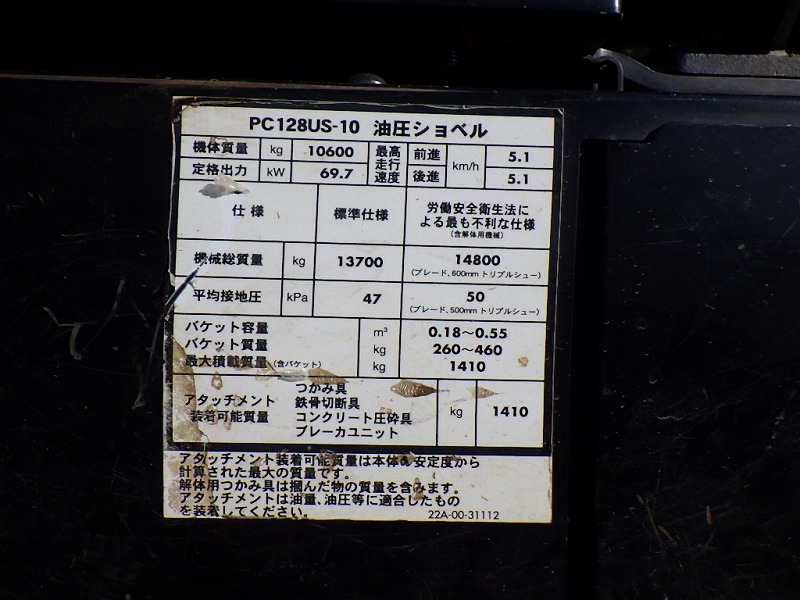 PC128US-10 油圧ショベル
機体質量 kg 10600 最高走行速度 前進 km/h 5.1
定格出力 kW 69.7 後進 5.1
仕様 標準仕様 労働安全衛生法による最も不利な仕様
(含解体用機械)
機械総質量 kg 13700 14800
(ブレード、600mm トリプルシュー)
平均接地圧 kPa 47 50
(ブレード、500mm トリプルシュー)
バケット容量 m³ 0.18～0.55
バケット質量 kg 260～460
最大積載質量 (含バケット) kg 1410
アタッチメント装着可能質量
つかみ具
鉄骨切断具
コンクリート圧砕具
ブレーカユニット
kg 1410
アタッチメント装着可能質量は本体の安定度から
計算された最大の質量です。
解体用つかみ具は掴んだ物の質量を含みます。
アタッチメントは油量、油圧等に適合したもの
を装着してください。
22A-00-31112